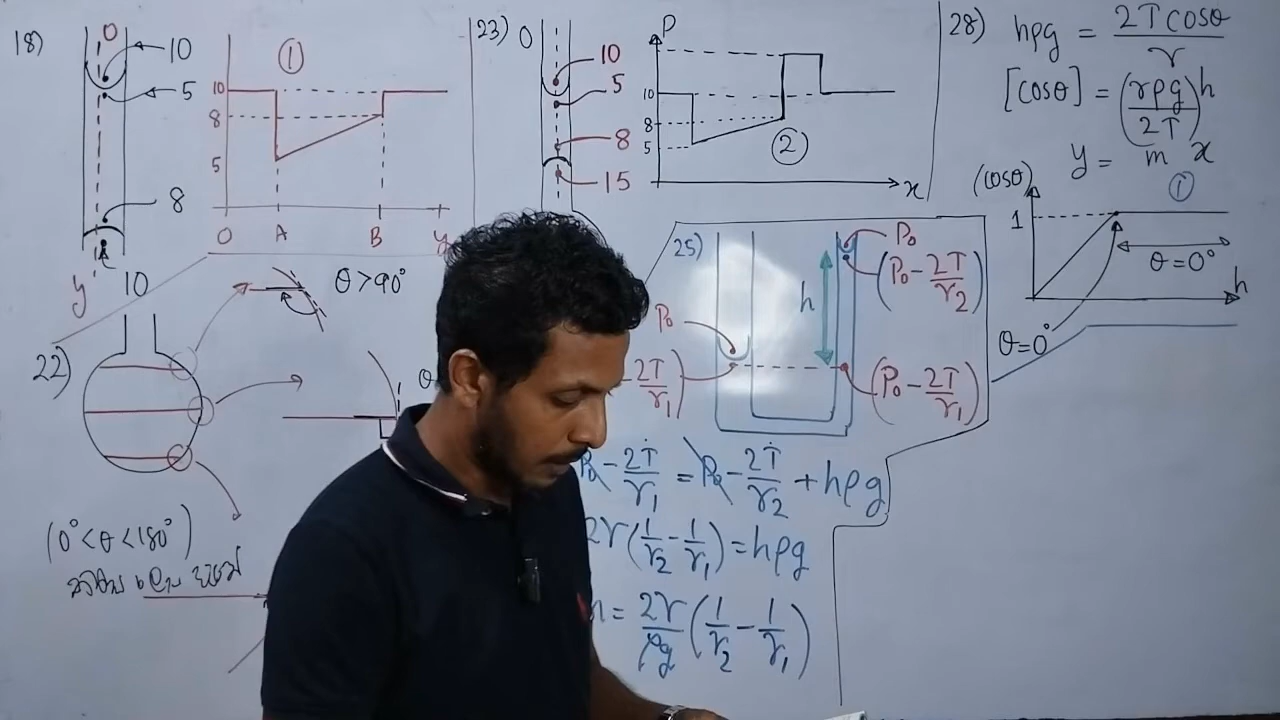 18)
O
10
5
8
10
y
①
10
8
5
O A B y
23)
O
10
5
8
15
P
10
8
5
②
x
28) hρg = 2Tcosθ/r
[cosθ] = (rρg/2T)h
y = m x
(cosθ)
①
1
θ=0°
h
θ=0°
22)
θ>90°
θ
(0°<θ<180°)
25)
P₀
(P₀ - 2T/r₂)
h
P₀
- 2T/r₁)
(P₀ - 2T/r₁)
P₀ - 2T/r₁ = P₀ - 2T/r₂ + hρg
2T(1/r₂ - 1/r₁) = hρg
h = 2T/ρg (1/r₂ - 1/r₁)